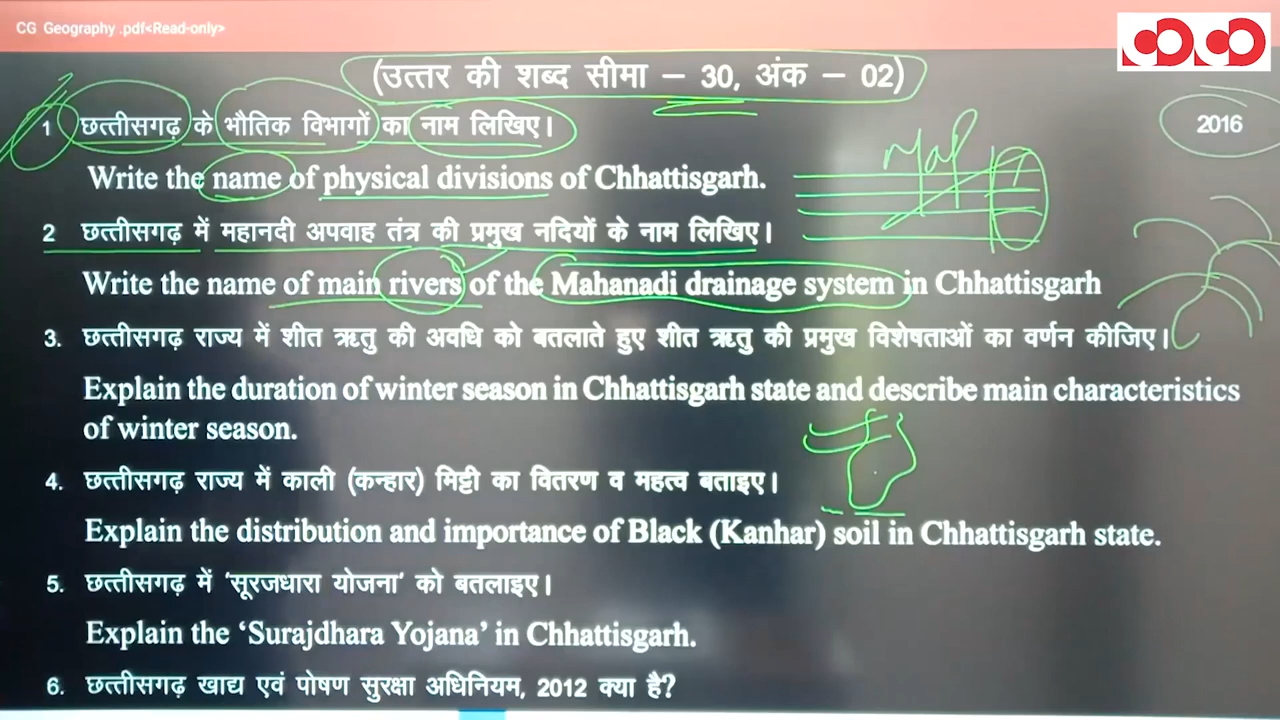 CG Geography .pdf<Read-only>
(उत्तर की शब्द सीमा – 30, अंक – 02)
1 छत्तीसगढ़ के भौतिक विभागों का नाम लिखिए। 2016
Write the name of physical divisions of Chhattisgarh.
Map
2 छत्तीसगढ़ में महानदी अपवाह तंत्र की प्रमुख नदियों के नाम लिखिए।
Write the name of main rivers of the Mahanadi drainage system in Chhattisgarh
3. छत्तीसगढ़ राज्य में शीत ऋतु की अवधि को बतलाते हुए शीत ऋतु की प्रमुख विशेषताओं का वर्णन कीजिए।
Explain the duration of winter season in Chhattisgarh state and describe main characteristics
of winter season.
4. छत्तीसगढ़ राज्य में काली (कन्हार) मिट्टी का वितरण व महत्व बताइए।
Explain the distribution and importance of Black (Kanhar) soil in Chhattisgarh state.
5. छत्तीसगढ़ में 'सूरजधारा योजना' को बतलाइए।
Explain the ‘Surajdhara Yojana’ in Chhattisgarh.
6. छत्तीसगढ़ खाद्य एवं पोषण सुरक्षा अधिनियम, 2012 क्या है?